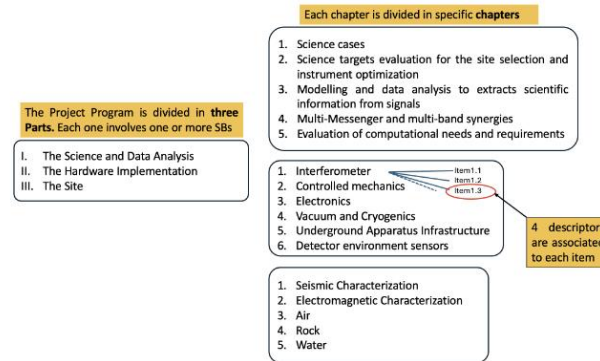 Each chapter is divided in specific chapters
1. Science cases
2. Science targets evaluation for the site selection and
instrument optimization
3. Modelling and data analysis to extracts scientific
information from signals
4. Multi-Messenger and multi-band synergies
5. Evaluation of computational needs and requirements
The Project Program is divided in three
Parts. Each one involves one or more SBs
I. The Science and Data Analysis
II. The Hardware Implementation
III. The Site
1. Interferometer
2. Controlled mechanics
3. Electronics
4. Vacuum and Cryogenics
5. Underground Apparatus Infrastructure
6. Detector environment sensors
Item1.1
Item1.2
Item1.3
4 descriptor
are associated
to each item
1. Seismic Characterization
2. Electromagnetic Characterization
3. Air
4. Rock
5. Water